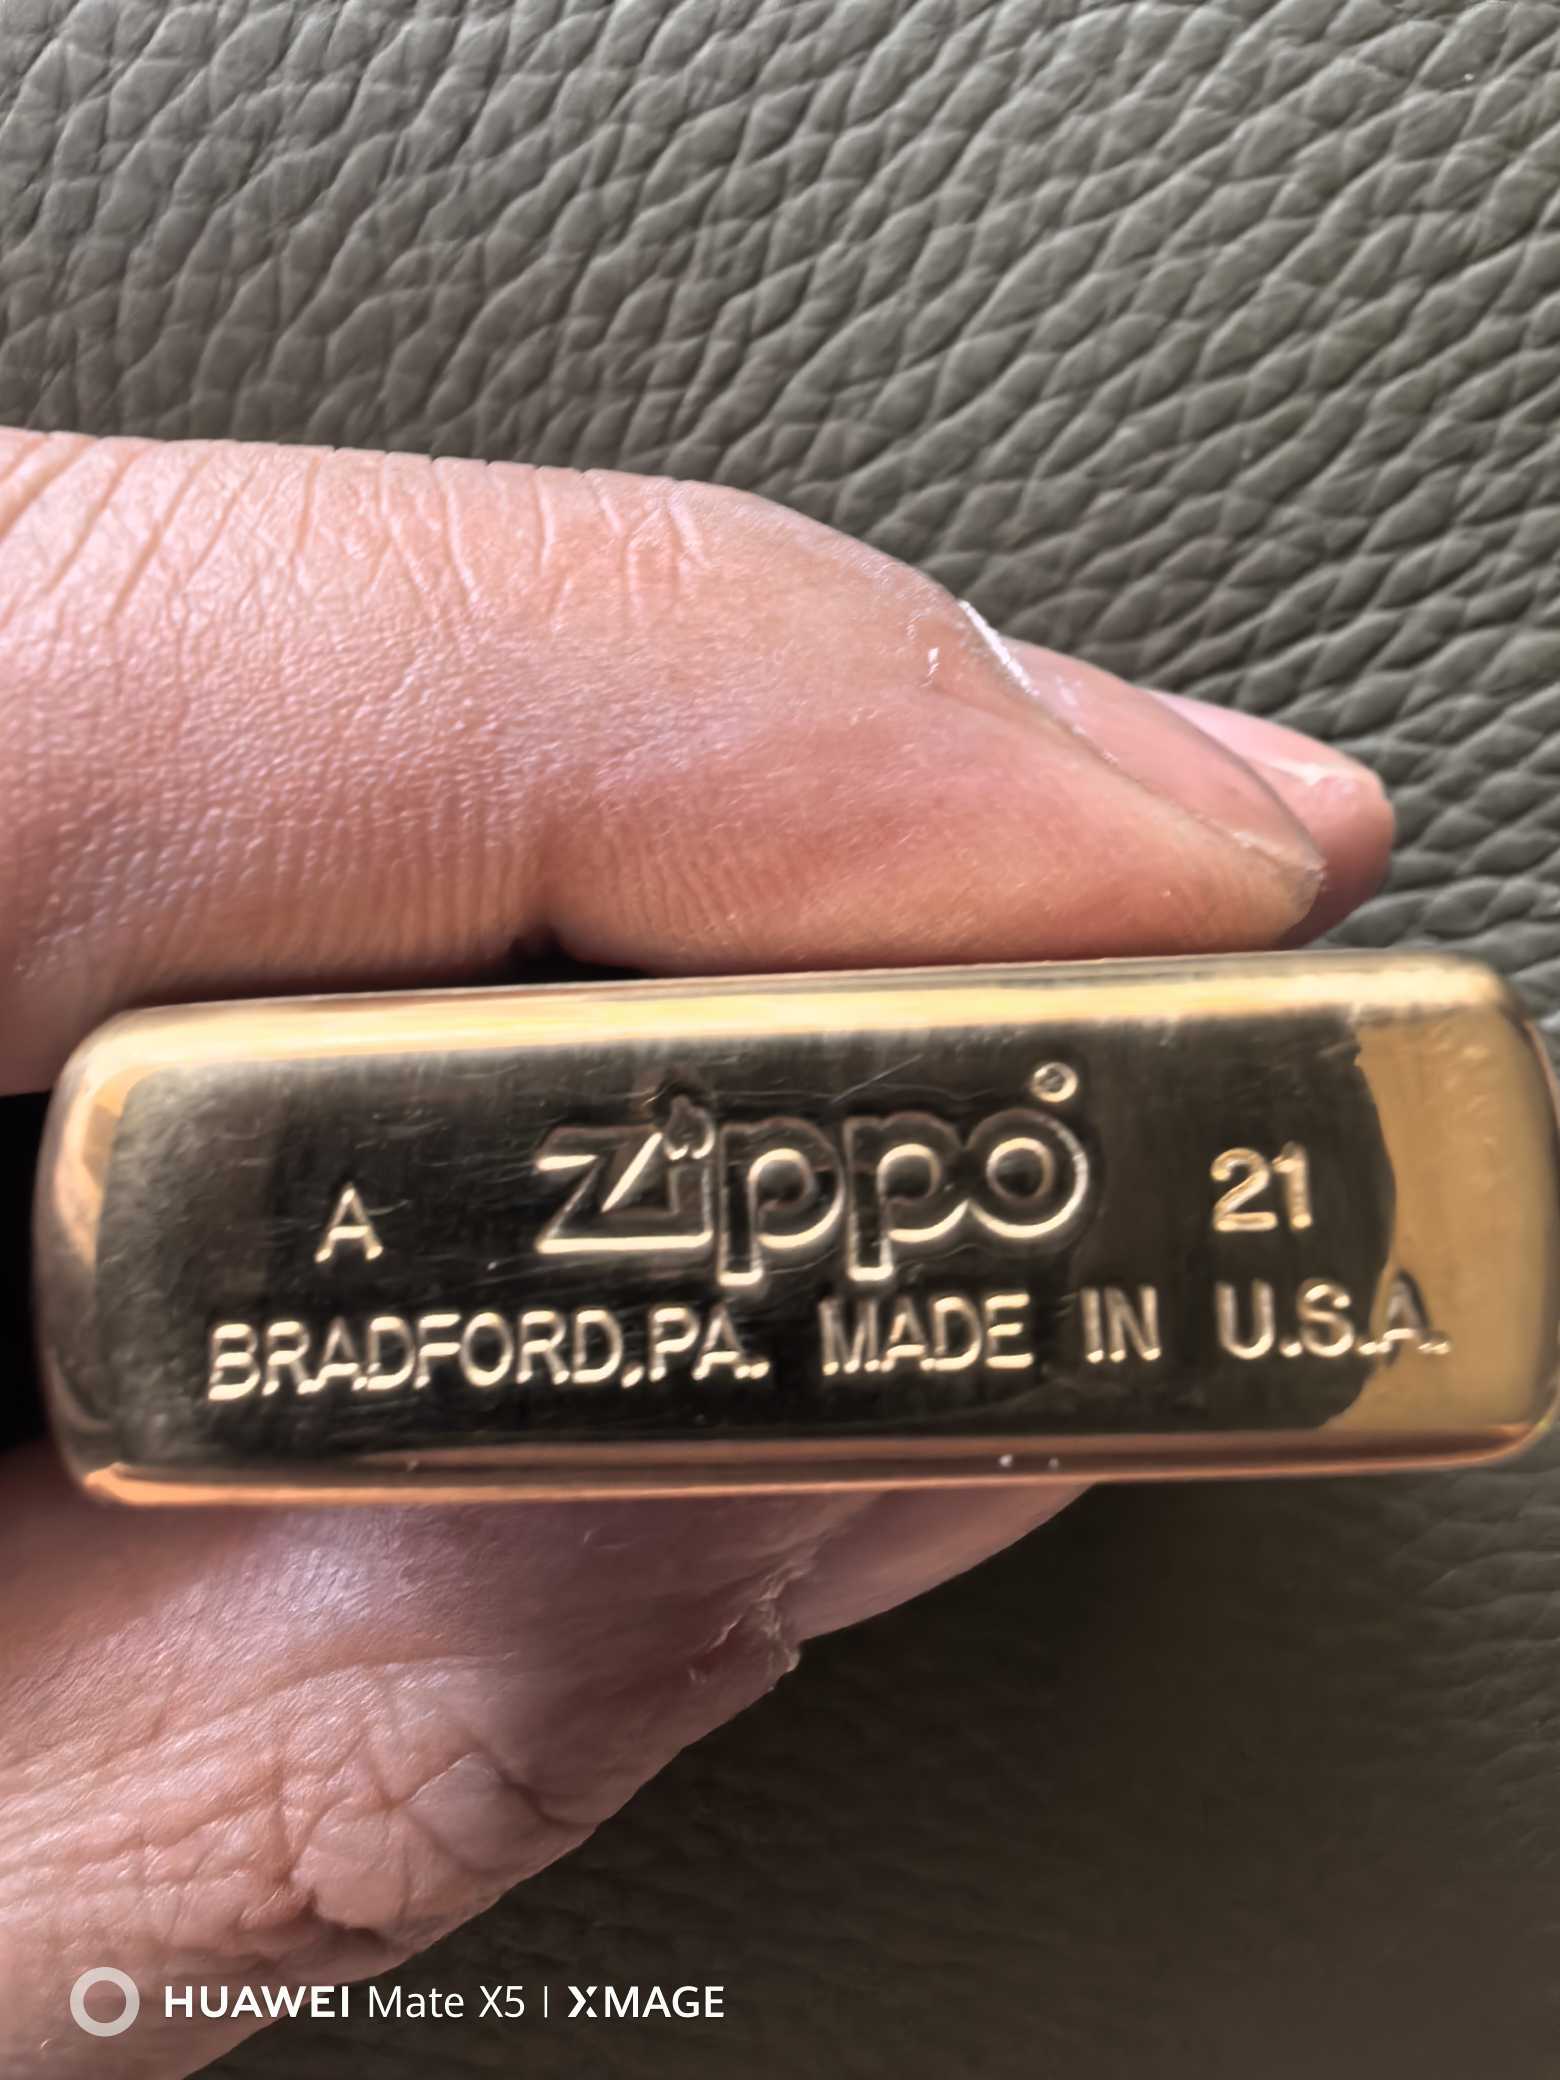 A zippo® 21
BRADFORD,PA. MADE IN U.S.A.
HUAWEI Mate X5 | XMAGE